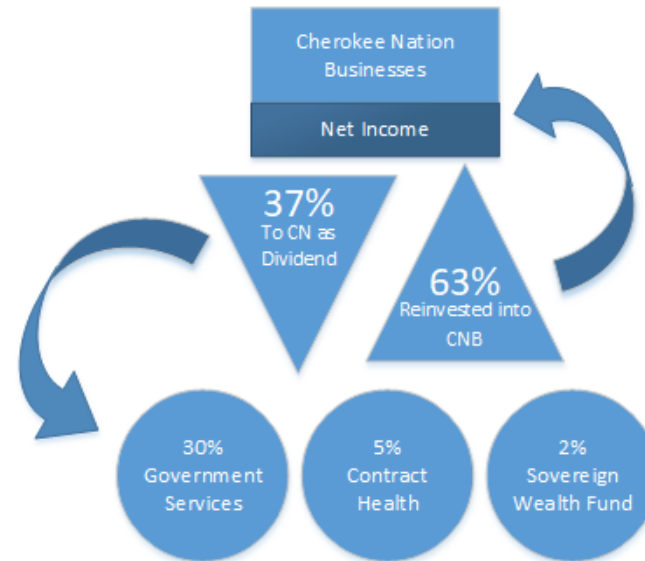 Cherokee Nation
Businesses
Net Income
37%
To CN as
Dividend
63%
Reinvested into
CNB
30%
Government
Services
5%
Contract
Health
2%
Sovereign
Wealth Fund